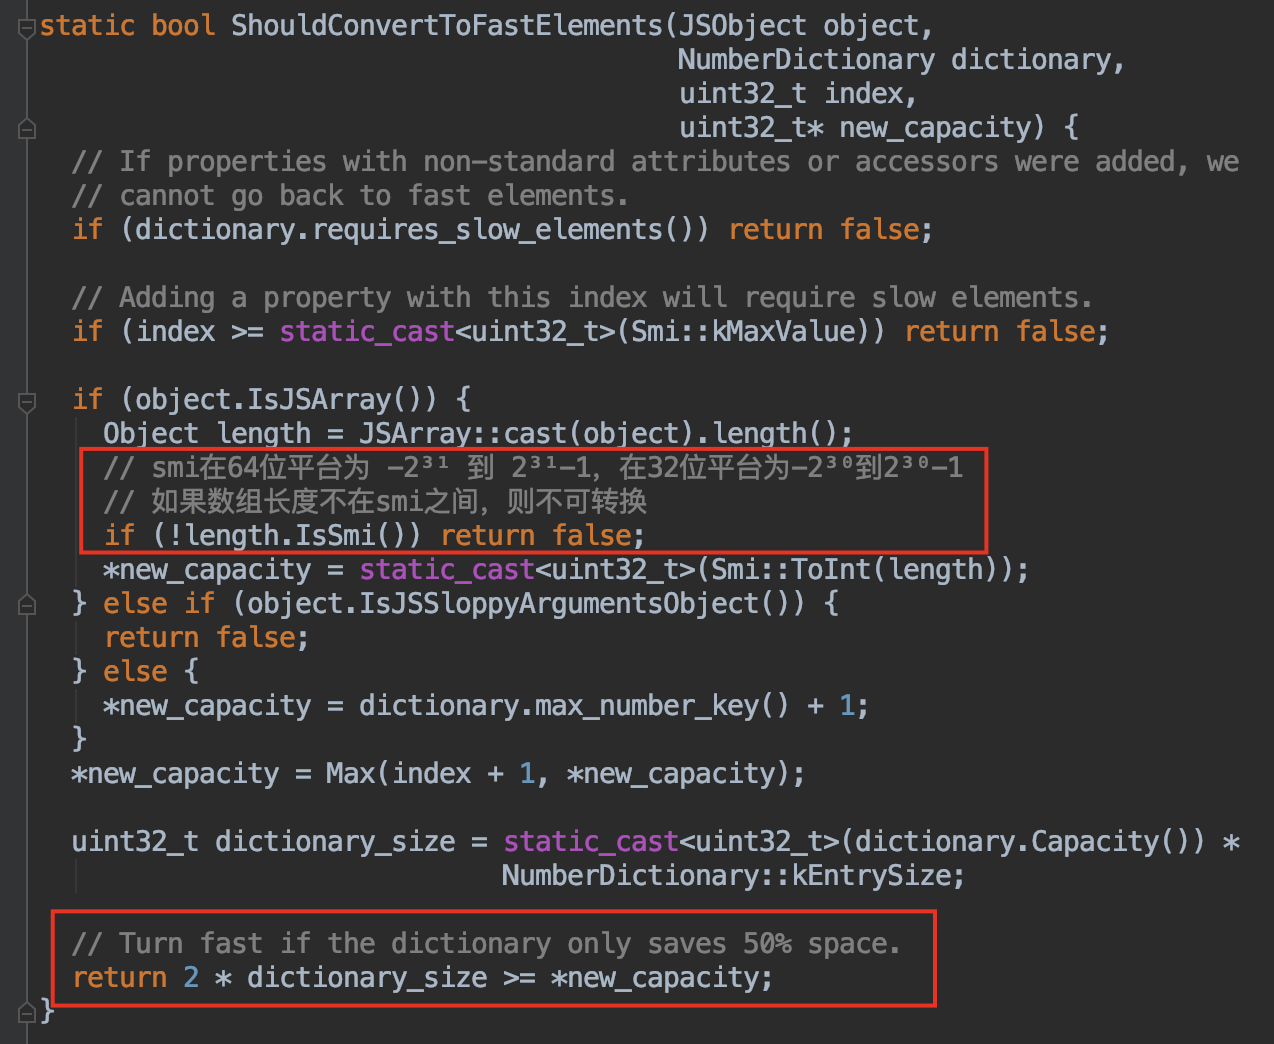 static bool ShouldConvertToFastElements(JSObject object,
                                        NumberDictionary dictionary,
                                        uint32_t index,
                                        uint32_t* new_capacity) {
  // If properties with non-standard attributes or accessors were added, we
  // cannot go back to fast elements.
  if (dictionary.requires_slow_elements()) return false;

  // Adding a property with this index will require slow elements.
  if (index >= static_cast<uint32_t>(Smi::kMaxValue)) return false;

  if (object.IsJSArray()) {
    Object length = JSArray::cast(object).length();
    // smi在64位平台为 -2³¹ 到 2³¹-1，在32位平台为-2³⁰到2³⁰-1
    // 如果数组长度不在smi之间，则不可转换
    if (!length.IsSmi()) return false;
    *new_capacity = static_cast<uint32_t>(Smi::ToInt(length));
  } else if (object.IsJSSloppyArgumentsObject()) {
    return false;
  } else {
    *new_capacity = dictionary.max_number_key() + 1;
  }
  *new_capacity = Max(index + 1, *new_capacity);

  uint32_t dictionary_size = static_cast<uint32_t>(dictionary.Capacity()) *
                             NumberDictionary::kEntrySize;

  // Turn fast if the dictionary only saves 50% space.
  return 2 * dictionary_size >= *new_capacity;
}